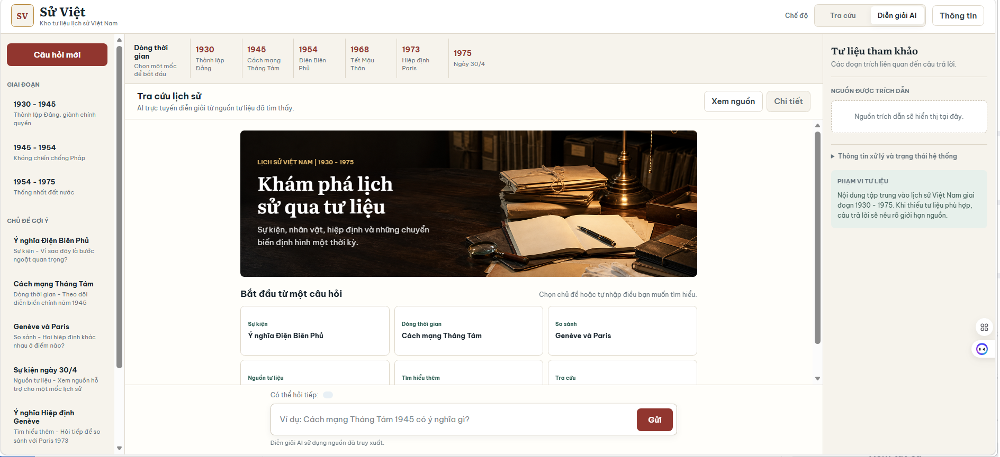 SV
Sử Việt
Kho tư liệu lịch sử Việt Nam
Chế độ
Tra cứu
Diễn giải AI
Thông tin
Câu hỏi mới
GIAI ĐOẠN
1930 - 1945
Thành lập Đảng, giành chính
quyền
1945 - 1954
Kháng chiến chống Pháp
1954 - 1975
Thống nhất đất nước
CHỦ ĐỀ GỢI Ý
Ý nghĩa Điện Biên Phủ
Sự kiện - Vì sao đây là bước
ngoặt quan trọng?
Cách mạng Tháng Tám
Dòng thời gian - Theo dõi
diễn biến chính năm 1945
Genève và Paris
So sánh - Hai hiệp định khác
nhau ở điểm nào?
Sự kiện ngày 30/4
Nguồn tư liệu - Xem nguồn hỗ
trợ cho một mốc lịch sử
Ý nghĩa Hiệp định
Genève
Tìm hiểu thêm - Hỏi tiếp để so
sánh với Paris 1973
Dòng thời
gian
Chọn một mốc
để bắt đầu
1930
Thành lập
Đảng
1945
Cách mạng
Tháng Tám
1954
Điện Biên
Phủ
1968
Tết Mậu
Thân
1973
Hiệp định
Paris
1975
Ngày 30/4
Tra cứu lịch sử
AI trực tuyến diễn giải từ nguồn tư liệu đã tìm thấy.
Xem nguồn
Chi tiết
LỊCH SỬ VIỆT NAM | 1930 - 1975
Khám phá lịch
sử qua tư liệu
Sự kiện, nhân vật, hiệp định và những chuyển
biến định hình một thời kỳ.
Bắt đầu từ một câu hỏi
Chọn chủ đề hoặc tự nhập điều bạn muốn tìm hiểu.
Sự kiện
Ý nghĩa Điện Biên Phủ
Dòng thời gian
Cách mạng Tháng Tám
So sánh
Genève và Paris
Nguồn tư liệu
Tìm hiểu thêm
Tra cứu
Có thể hỏi tiếp:
Ví dụ: Cách mạng Tháng Tám 1945 có ý nghĩa gì?
Gửi
Diễn giải AI sử dụng nguồn đã truy xuất.
Tư liệu tham khảo
Các đoạn trích liên quan đến câu trả lời.
NGUỒN ĐƯỢC TRÍCH DẪN
Nguồn trích dẫn sẽ hiển thị tại đây.
Thông tin xử lý và trạng thái hệ thống
PHẠM VI TƯ LIỆU
Nội dung tập trung vào lịch sử Việt Nam giai
đoạn 1930 - 1975. Khi thiếu tư liệu phù hợp,
câu trả lời sẽ nêu rõ giới hạn nguồn.